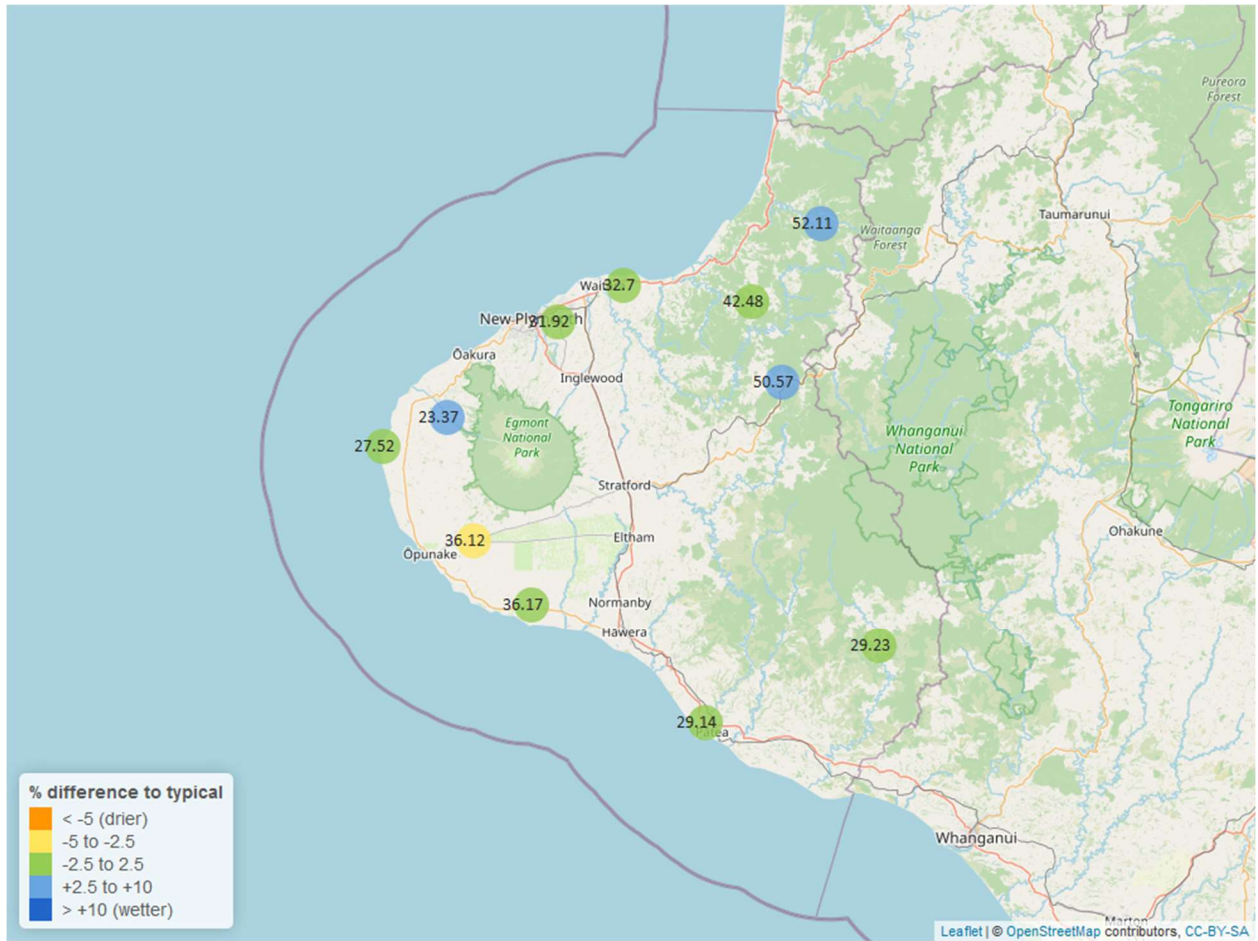 Pureora
Forest
Taumarunui
52.11
Waitaanga
Forest
Wai
32.7
42.48
New Pl
31.92
h
Ōakura
Inglewood
50.57
23.37
Egmont
National
Park
27.52
Tongariro
National
Park
Whanganui
National
Park
Stratford
36.12
Ōpunake
Eltham
Ohakune
36.17
Normanby
Hawera
29.23
29.14
Patea
% difference to typical
< -5 (drier)
-5 to -2.5
-2.5 to 2.5
+2.5 to +10
> +10 (wetter)
Whanganui
Marton
Leaflet | © OpenStreetMap contributors, CC-BY-SA